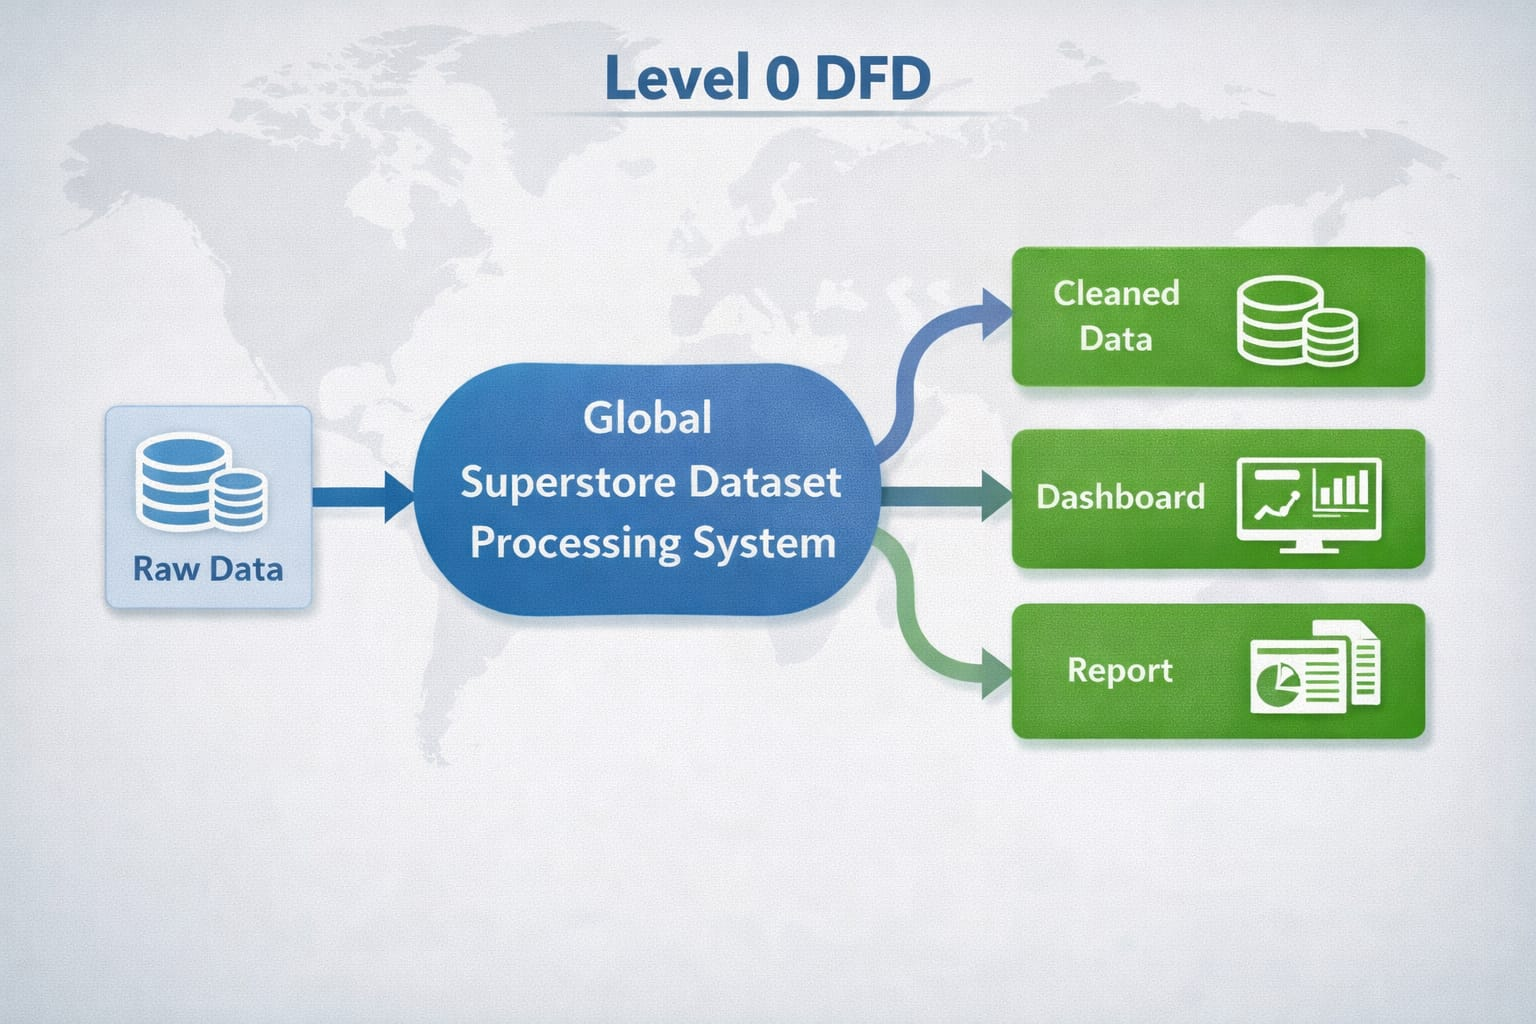 Level 0 DFD
Raw Data
Global
Superstore Dataset
Processing System
Cleaned
Data
Dashboard
Report